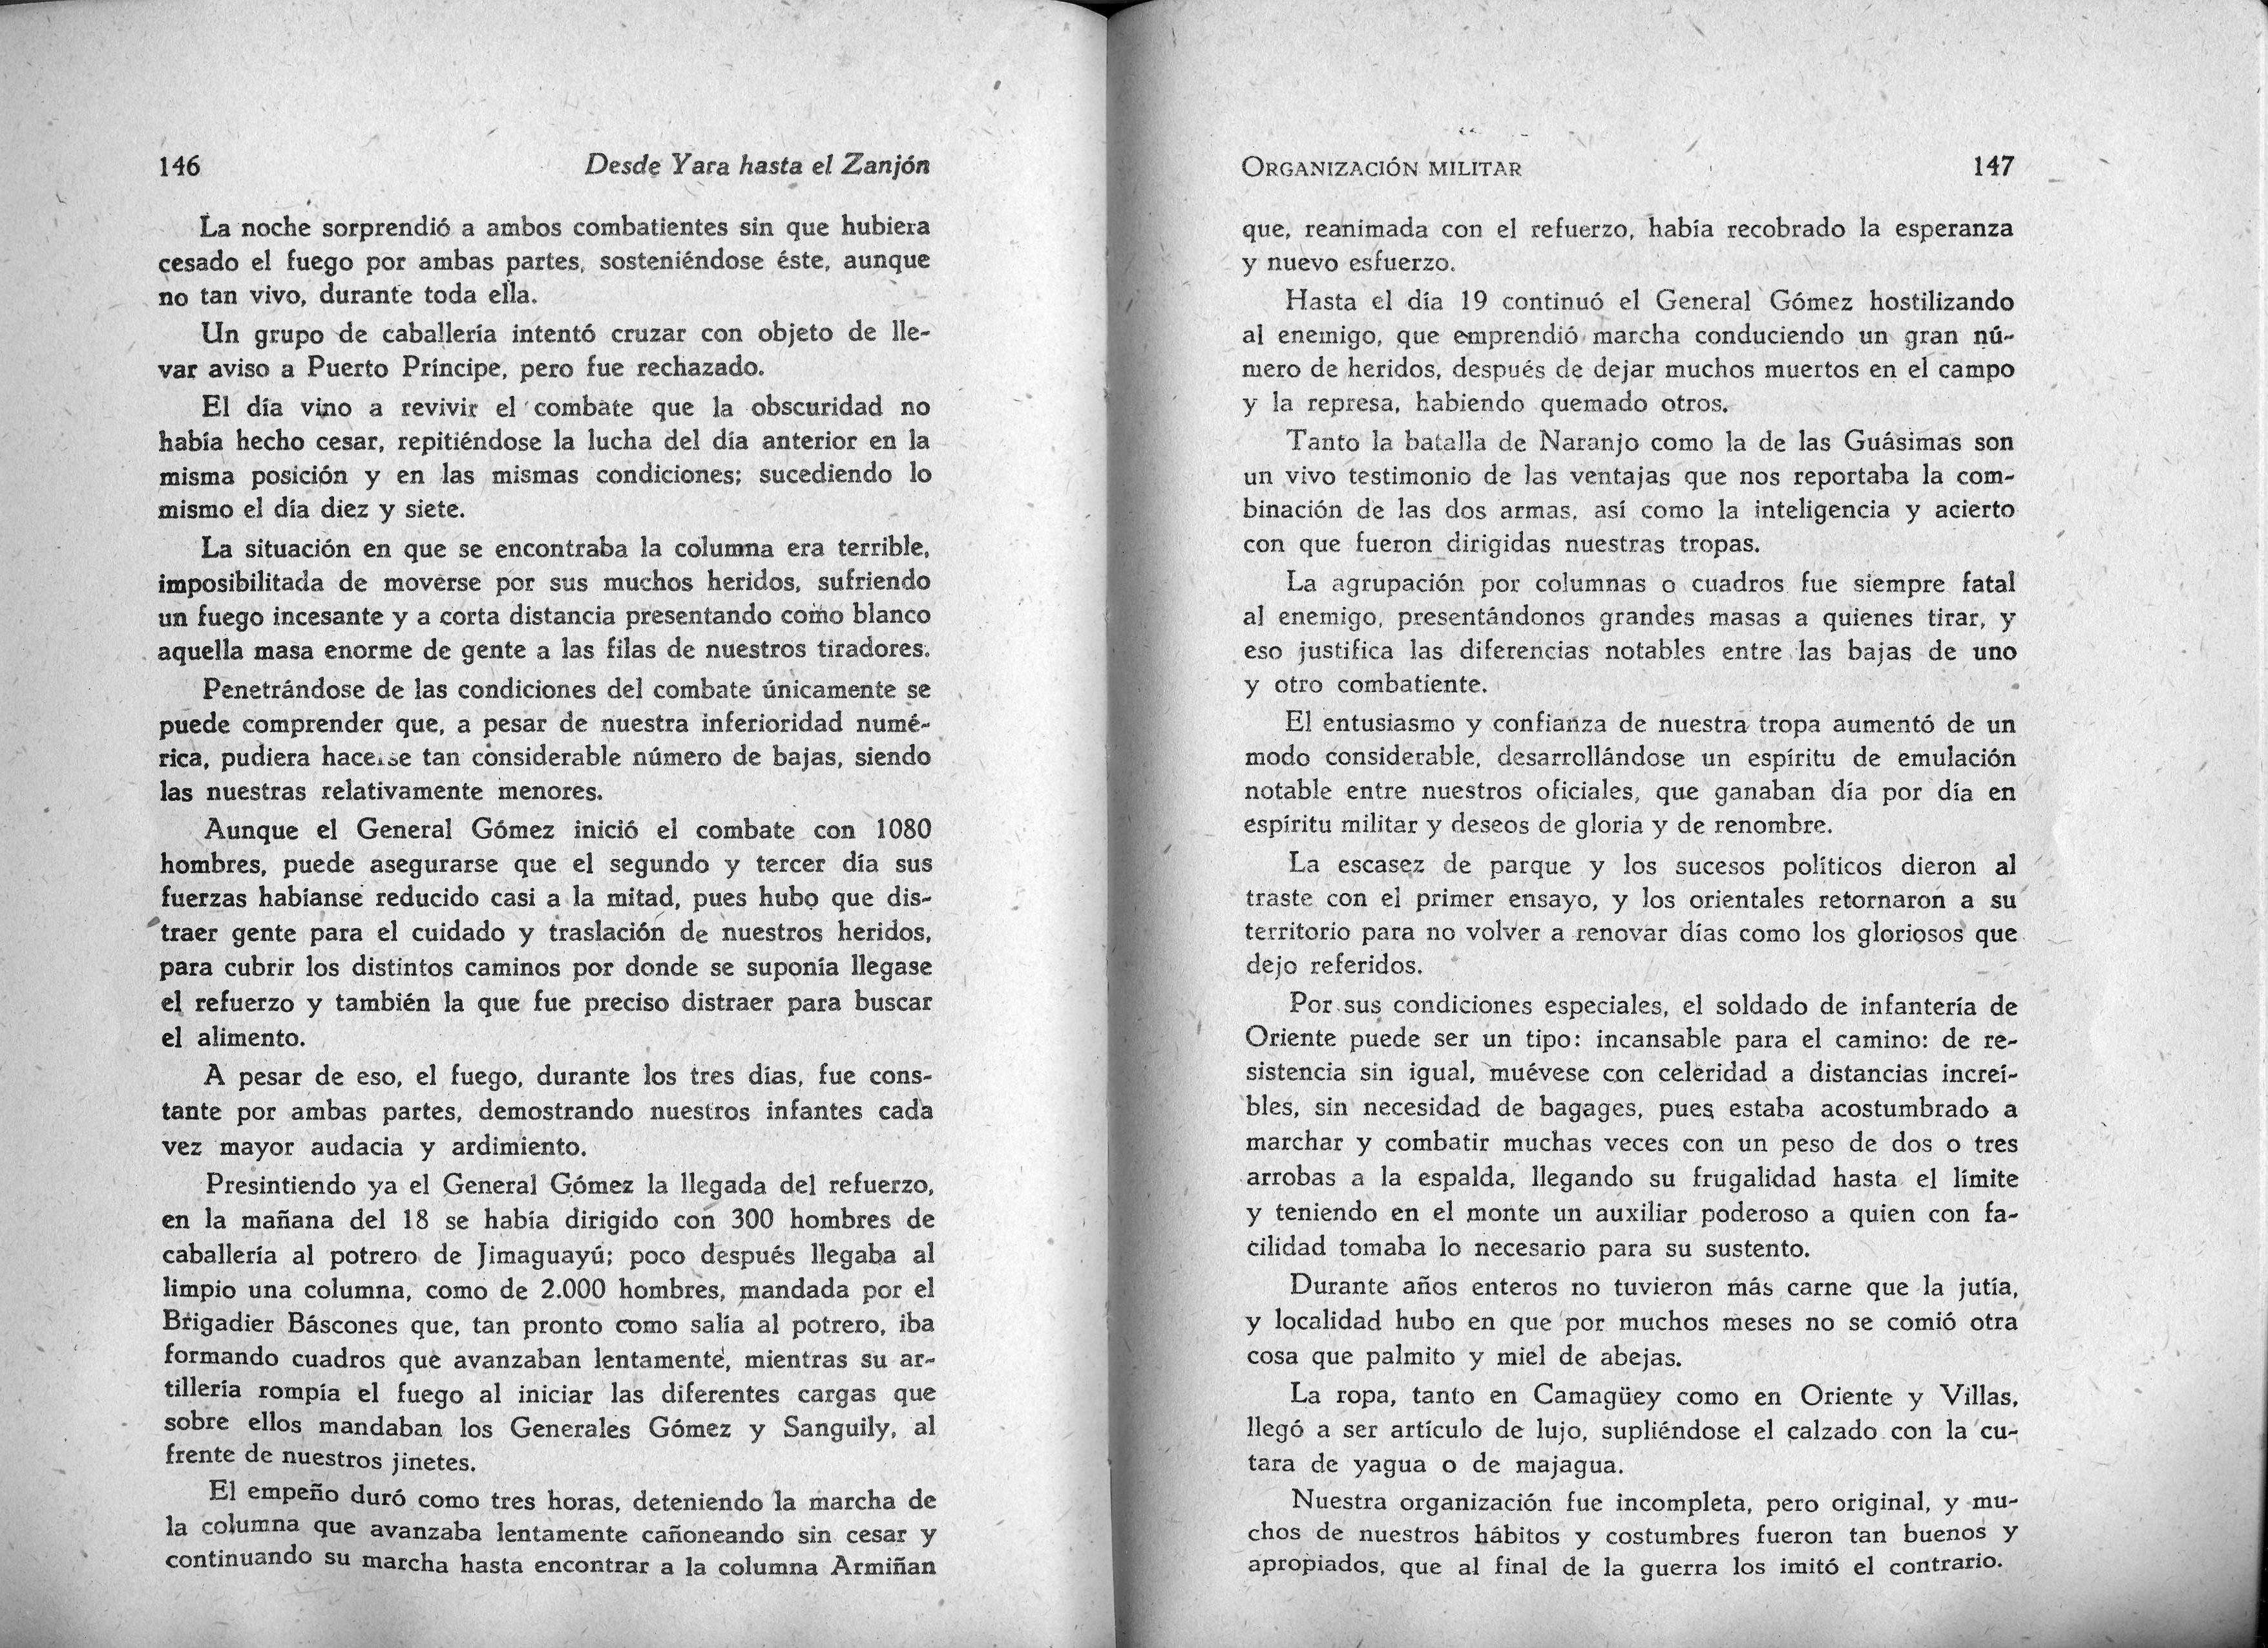 146 Desde Yara hasta el Zanjón
La noche sorprendió a ambos combatientes sin que hubiera
cesado el fuego por ambas partes, sosteniéndose éste, aunque
no tan vivo, durante toda ella.
Un grupo de caballería intentó cruzar con objeto de lle-
var aviso a Puerto Príncipe, pero fue rechazado.
El día vino a revivir el combate que la obscuridad no
había hecho cesar, repitiéndose la lucha del día anterior en la
misma posición y en las mismas condiciones; sucediendo lo
mismo el día diez y siete.
La situación en que se encontraba la columna era terrible,
imposibilitada de moverse por sus muchos heridos, sufriendo
un fuego incesante y a corta distancia presentando como blanco
aquella masa enorme de gente a las filas de nuestros tiradores.
Penetrándose de las condiciones del combate únicamente se
puede comprender que, a pesar de nuestra inferioridad numé-
rica, pudiera hacerse tan considerable número de bajas, siendo
las nuestras relativamente menores.
Aunque el General Gómez inició el combate con 1080
hombres, puede asegurarse que el segundo y tercer día sus
fuerzas habíanse reducido casi a la mitad, pues hubo que dis-
traer gente para el cuidado y traslación de nuestros heridos,
para cubrir los distintos caminos por donde se suponía llegase
el refuerzo y también la que fue preciso distraer para buscar
el alimento.
A pesar de eso, el fuego, durante los tres días, fue cons-
tante por ambas partes, demostrando nuestros infantes cada
vez mayor audacia y ardimiento.
Presintiendo ya el General Gómez la llegada del refuerzo,
en la mañana del 18 se había dirigido con 300 hombres de
caballería al potrero de Jimaguayú; poco después llegaba al
limpio una columna, como de 2.000 hombres, mandada por el
Brigadier Báscones que, tan pronto como salía al potrero, iba
formando cuadros que avanzaban lentamente, mientras su ar-
tillería rompía el fuego al iniciar las diferentes cargas que
sobre ellos mandaban los Generales Gómez y Sanguily, al
frente de nuestros jinetes.
El empeño duró como tres horas, deteniendo la marcha de
la columna que avanzaba lentamente cañoneando sin cesar y
continuando su marcha hasta encontrar a la columna Armiñan
ORGANIZACIÓN MILITAR 147
que, reanimada con el refuerzo, había recobrado la esperanza
y nuevo esfuerzo.
Hasta el día 19 continuó el General Gómez hostilizando
al enemigo, que emprendió marcha conduciendo un gran nú-
mero de heridos, después de dejar muchos muertos en el campo
y la represa, habiendo quemado otros.
Tanto la batalla de Naranjo como la de las Guásimas son
un vivo testimonio de las ventajas que nos reportaba la com-
binación de las dos armas, así como la inteligencia y acierto
con que fueron dirigidas nuestras tropas.
La agrupación por columnas o cuadros fue siempre fatal
al enemigo, presentándonos grandes masas a quienes tirar, y
eso justifica las diferencias notables entre las bajas de uno
y otro combatiente.
El entusiasmo y confianza de nuestra tropa aumentó de un
modo considerable, desarrollándose un espíritu de emulación
notable entre nuestros oficiales, que ganaban día por día en
espíritu militar y deseos de gloria y de renombre.
La escasez de parque y los sucesos políticos dieron al
traste con el primer ensayo, y los orientales retornaron a su
territorio para no volver a renovar días como los gloriosos que
dejo referidos.
Por sus condiciones especiales, el soldado de infantería de
Oriente puede ser un tipo: incansable para el camino: de re-
sistencia sin igual, muévese con celeridad a distancias increí-
bles, sin necesidad de bagages, pues estaba acostumbrado a
marchar y combatir muchas veces con un peso de dos o tres
arrobas a la espalda, llegando su frugalidad hasta el límite
y teniendo en el monte un auxiliar poderoso a quien con fa-
cilidad tomaba lo necesario para su sustento.
Durante años enteros no tuvieron más carne que la jutía,
y localidad hubo en que por muchos meses no se comió otra
cosa que palmito y miel de abejas.
La ropa, tanto en Camagüey como en Oriente y Villas,
llegó a ser artículo de lujo, supliéndose el calzado con la cu-
tara de yagua o de majagua.
Nuestra organización fue incompleta, pero original, y mu-
chos de nuestros hábitos y costumbres fueron tan buenos y
apropiados, que al final de la guerra los imitó el contrario.